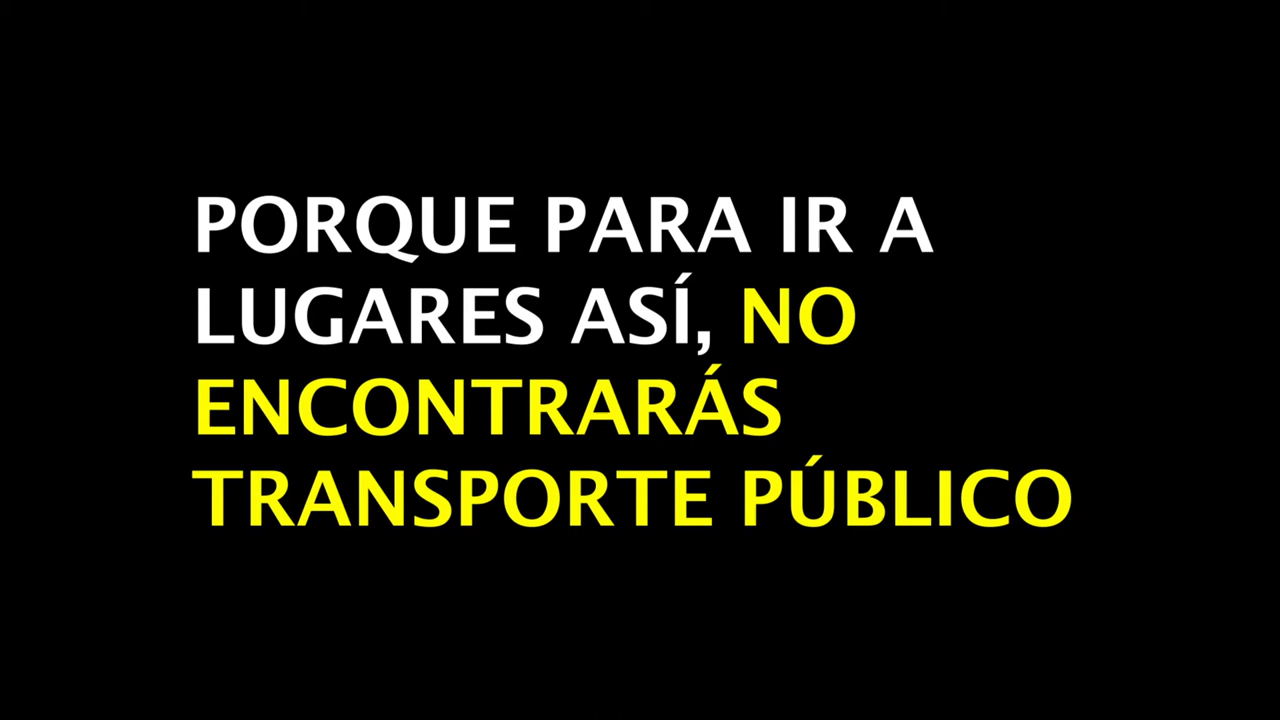 PORQUE PARA IR A
LUGARES ASÍ, NO
ENCONTRARÁS
TRANSPORTE PÚBLICO